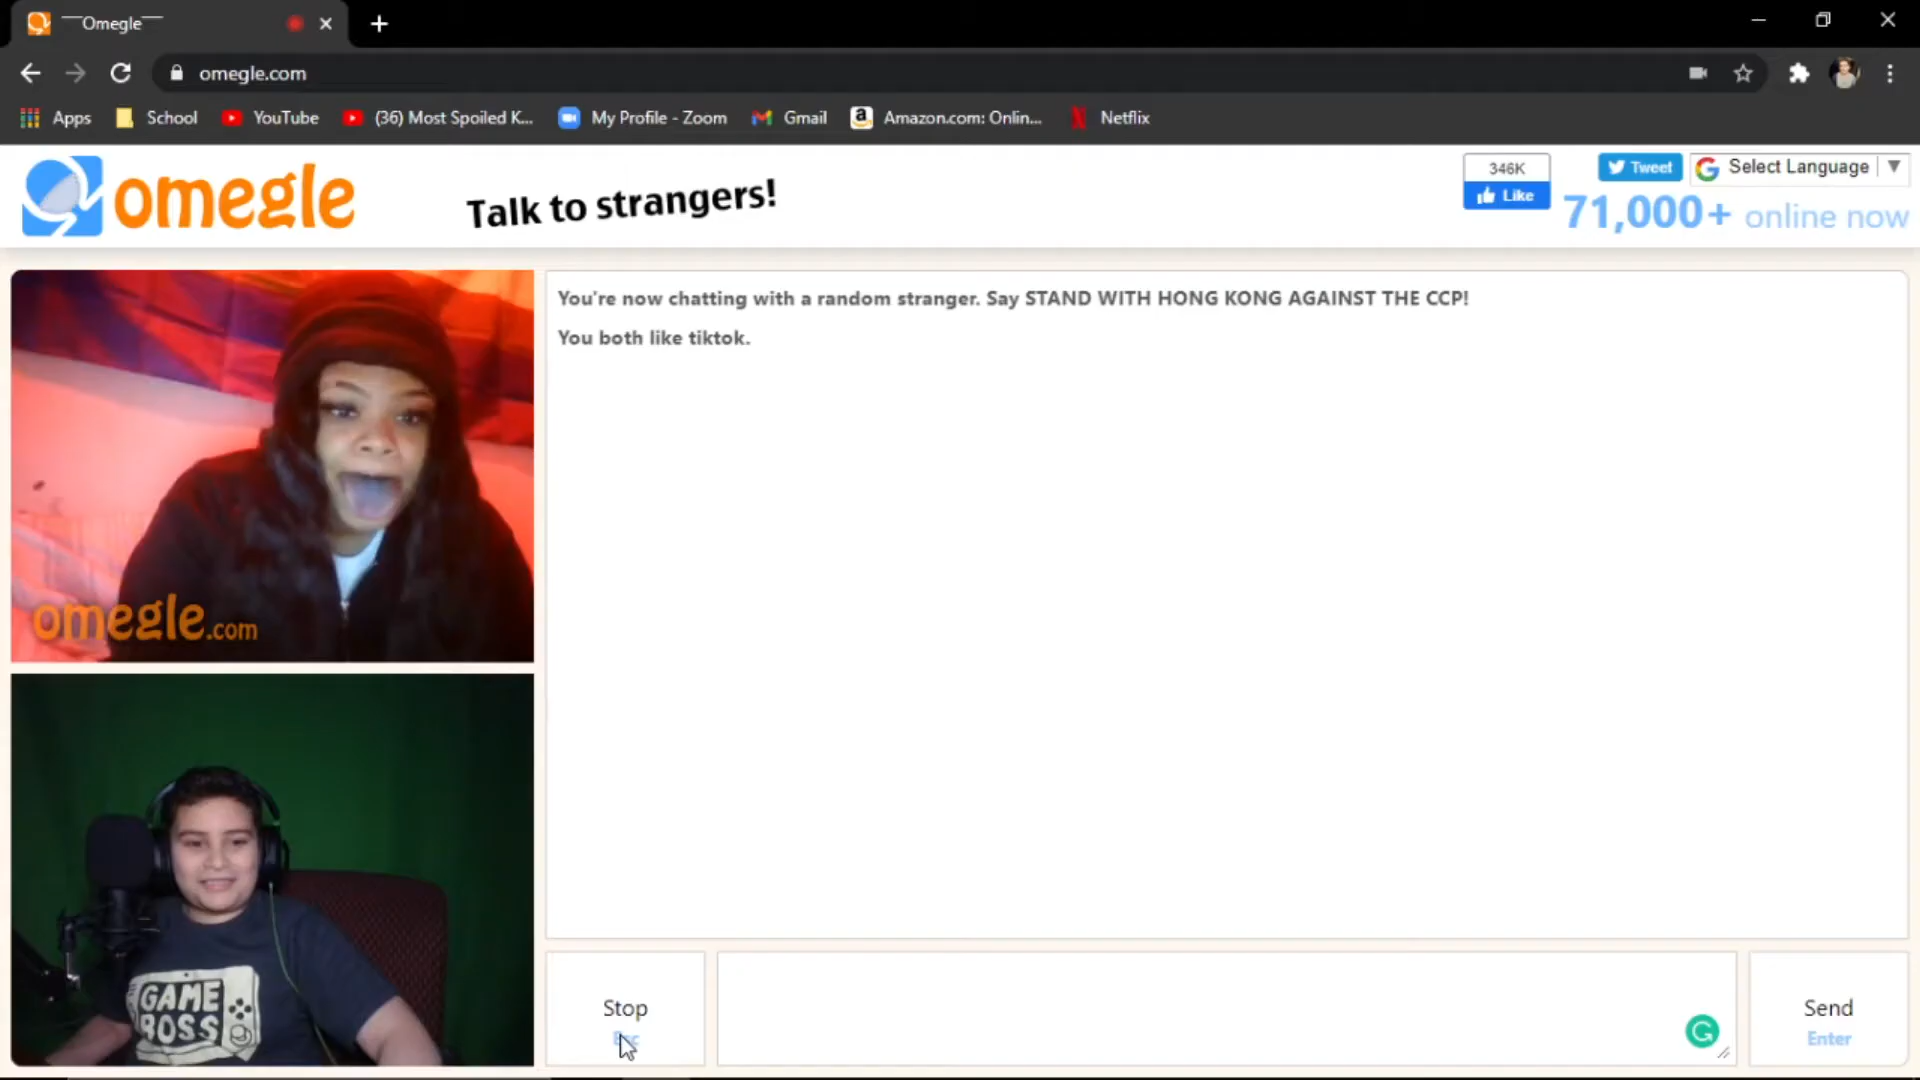 Omegle
omegle.com
Apps
School
YouTube
(36) Most Spoiled K...
My Profile - Zoom
Gmail
Amazon.com: Onlin...
Netflix
omegle
Talk to strangers!
346K
Like
Tweet
Select Language
71,000+ online now
You're now chatting with a random stranger. Say STAND WITH HONG KONG AGAINST THE CCP!
You both like tiktok.
omegle.com
GAME
BOSS
Stop
Send
Enter